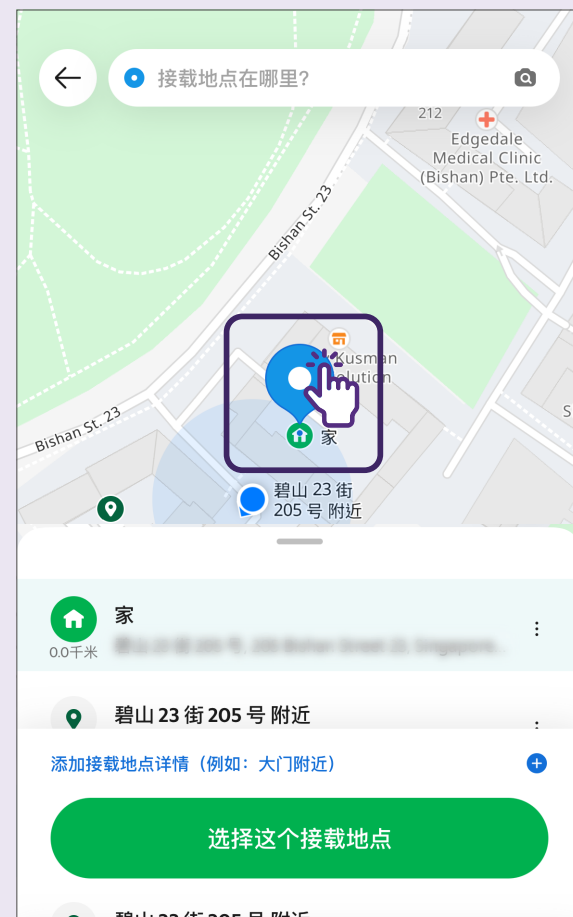 接载地点在哪里?
212
Edgedale
Medical Clinic
(Bishan) Pte. Ltd.
Bishan St. 23
Kusman
olution
Bishan St. 23
家
S
碧山 23 街
205 号 附近
家
0.0千米
碧山 23 街 205 号 附近
添加接载地点详情（例如：大门附近）
选择这个接载地点
碧山 23 街 205 号 附近